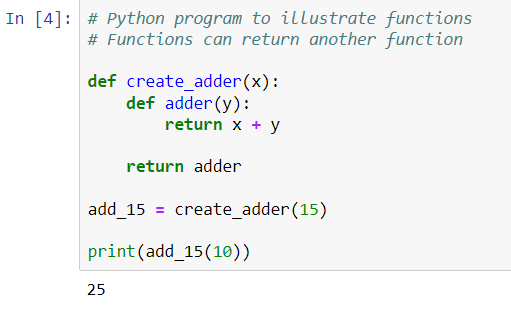 In [4]: # Python program to illustrate functions
# Functions can return another function

def create_adder(x):
    def adder(y):
        return x + y

    return adder

add_15 = create_adder(15)

print(add_15(10))

25